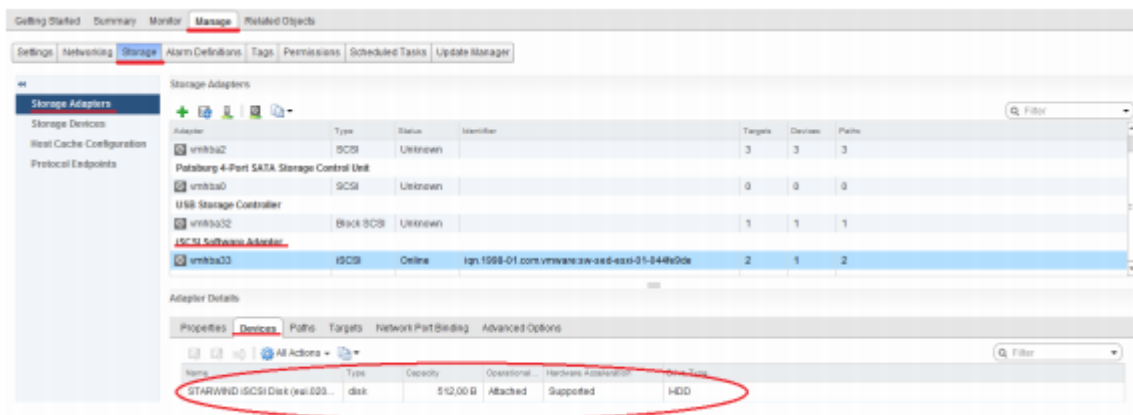 Getting Started Summary Monitor Manage Related Objects
Settings Networking Storage Alarm Definitions Tags Permissions Scheduled Tasks Update Manager
Storage Adapters
Storage Devices
Host Cache Configuration
Protocol Endpoints
Storage Adapters
Filter
Adapter Type Status Identifier Targets Devices Paths
vmhba2 SCSI Unknown 3 3 3
Patsburg 4-Port SATA Storage Control Unit
vmhba0 SCSI Unknown 0 0 0
USB Storage Controller
vmhba32 Block SCSI Unknown 1 1 1
iSCSI Software Adapter
vmhba33 iSCSI Online 2 1 2
Adapter Details
Properties Devices Paths Targets Network Port Binding Advanced Options
All Actions
Filter
Name Type Capacity Operational... Hardware Acceleration Drive Type
STARWIND iSCSI Disk (eui.020... disk 512,00 B Attached Supported HDD